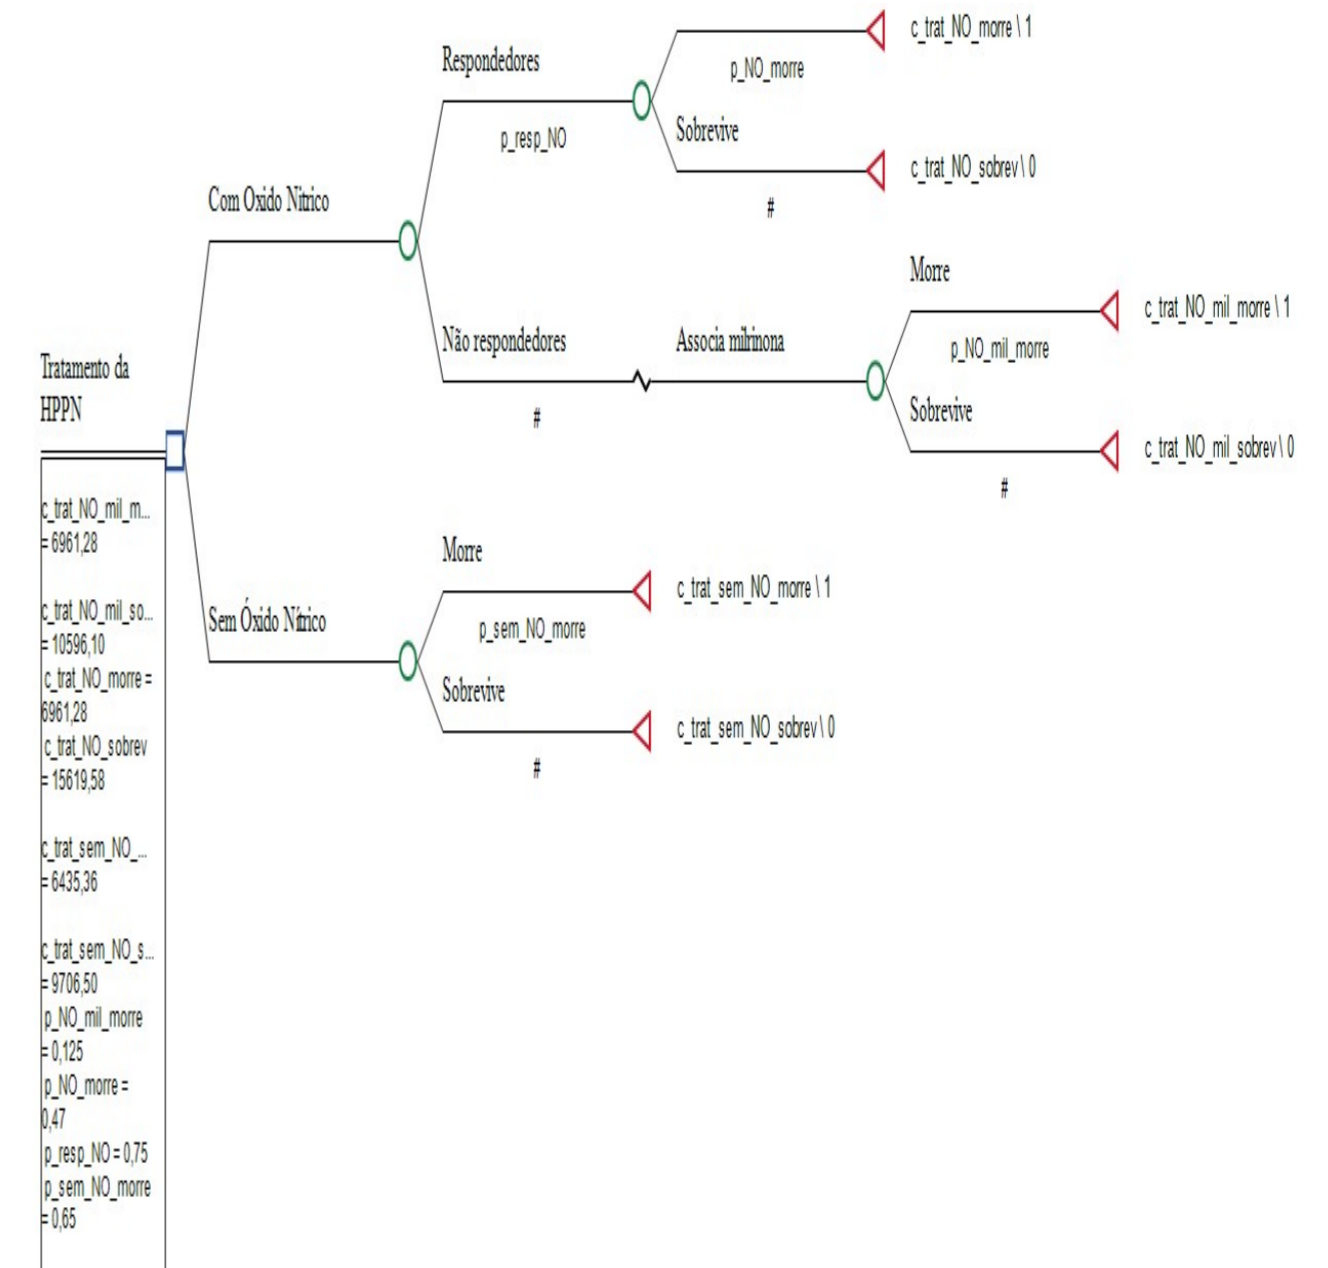 c_trat_NO_morre \ 1
Respondedores
p_NO_morre
Sobrevive
p_resp_NO
c_trat_NO_sobrev \ 0
Com Oxido Nitrico
#
Morre
c_trat_NO_mil_morre \ 1
Não respondedores
Associa milrinona
p_NO_mil_morre
Tratamento da
HPPN
#
Sobrevive
c_trat_NO_mil_sobrev \ 0
#
c_trat_NO_mil_m...
= 6961,28
c_trat_NO_mil_so...
= 10596,10
c_trat_NO_morre =
6961,28
c_trat_NO_sobrev
= 15619,58
c_trat_sem_NO_...
= 6435,36
c_trat_sem_NO_s...
= 9706,50
p_NO_mil_morre
= 0,125
p_NO_morre =
0,47
p_resp_NO = 0,75
p_sem_NO_morre
= 0,65
Morre
c_trat_sem_NO_morre \ 1
Sem Óxido Nítrico
p_sem_NO_morre
Sobrevive
c_trat_sem_NO_sobrev \ 0
#